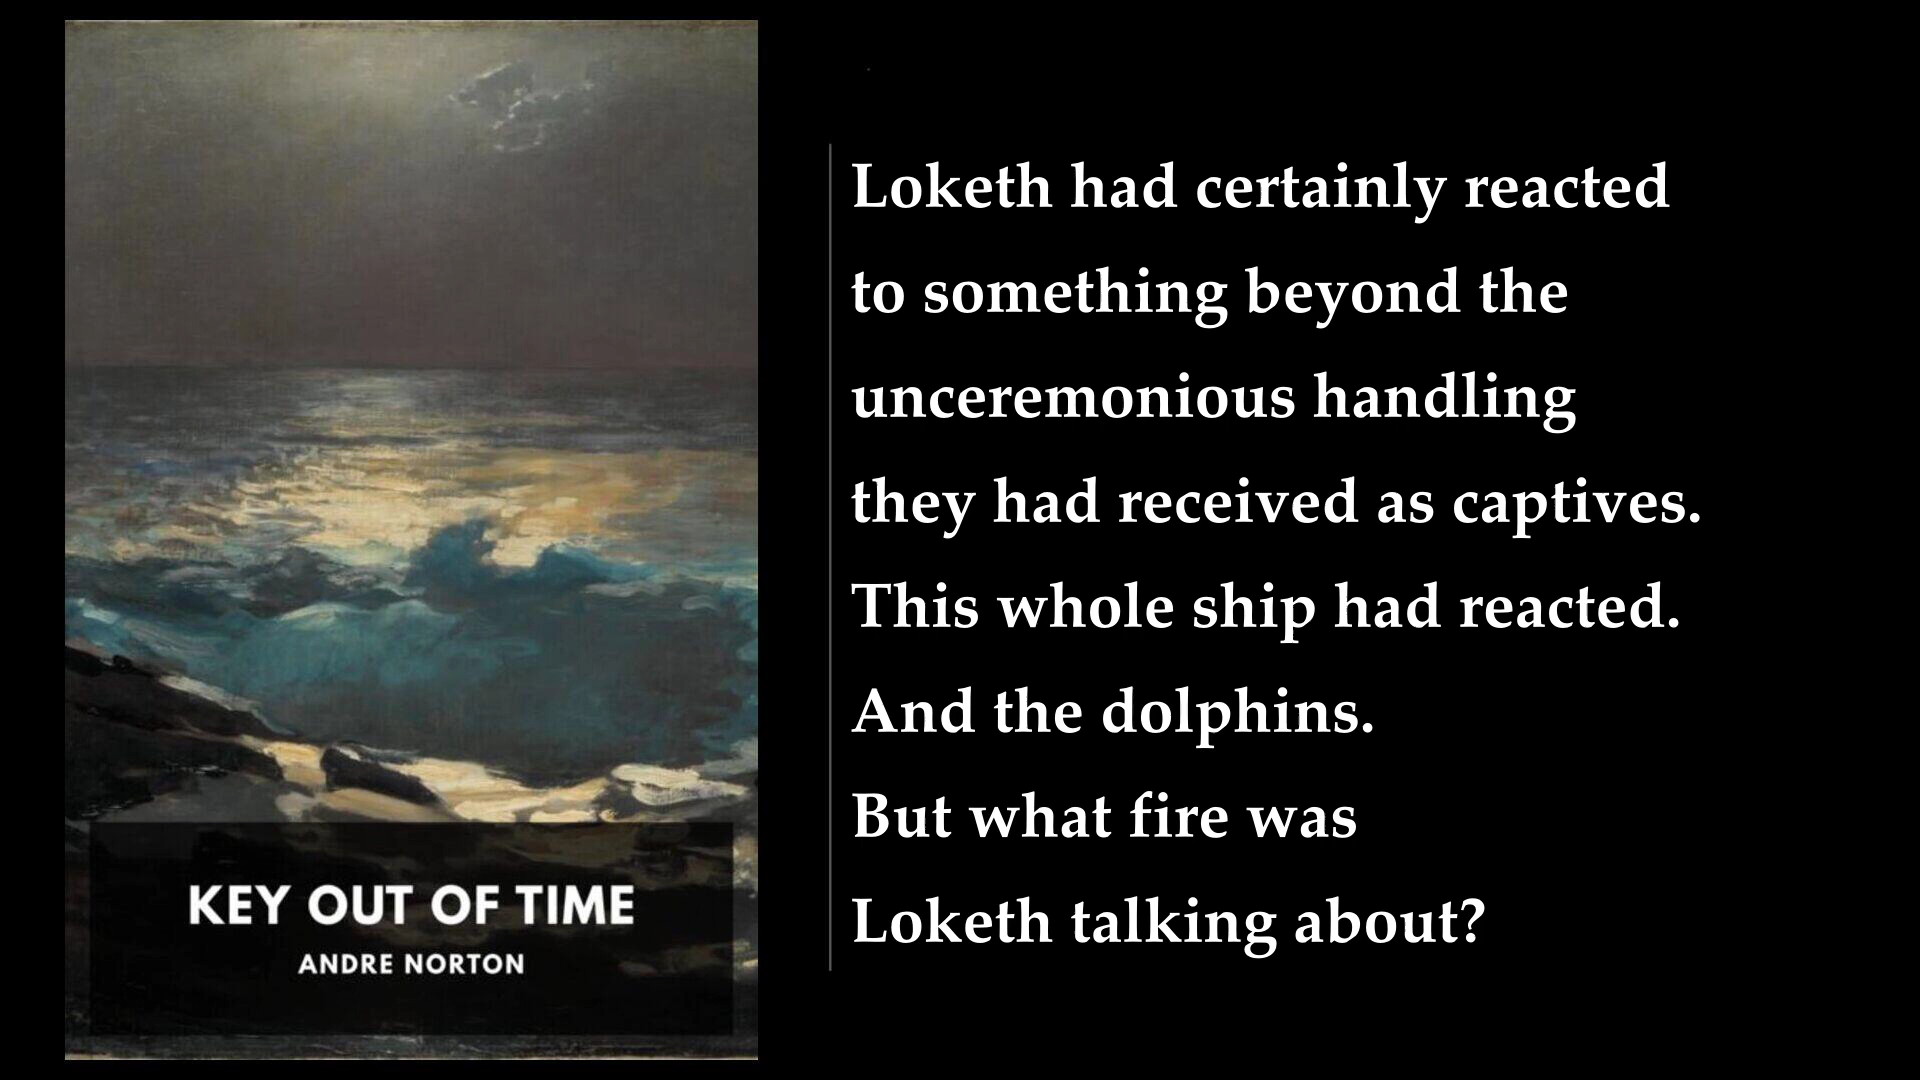 KEY OUT OF TIME
ANDRE NORTON
Loketh had certainly reacted
to something beyond the
unceremonious handling
they had received as captives.
This whole ship had reacted.
And the dolphins.
But what fire was
Loketh talking about?